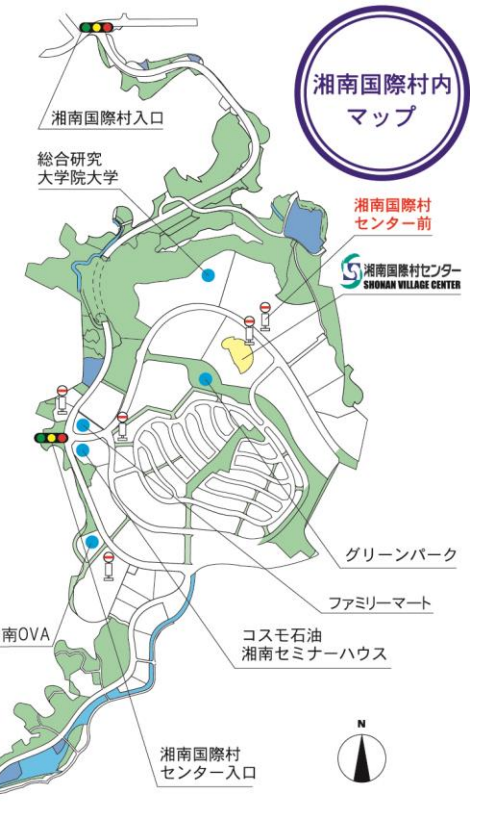 湘南国際村内
マップ
湘南国際村入口
総合研究
大学院大学
湘南国際村
センター前
湘南国際村センター
SHONAN VILLAGE CENTER
グリーンパーク
ファミリーマート
南OVA
コスモ石油
湘南セミナーハウス
湘南国際村
センター入口
N